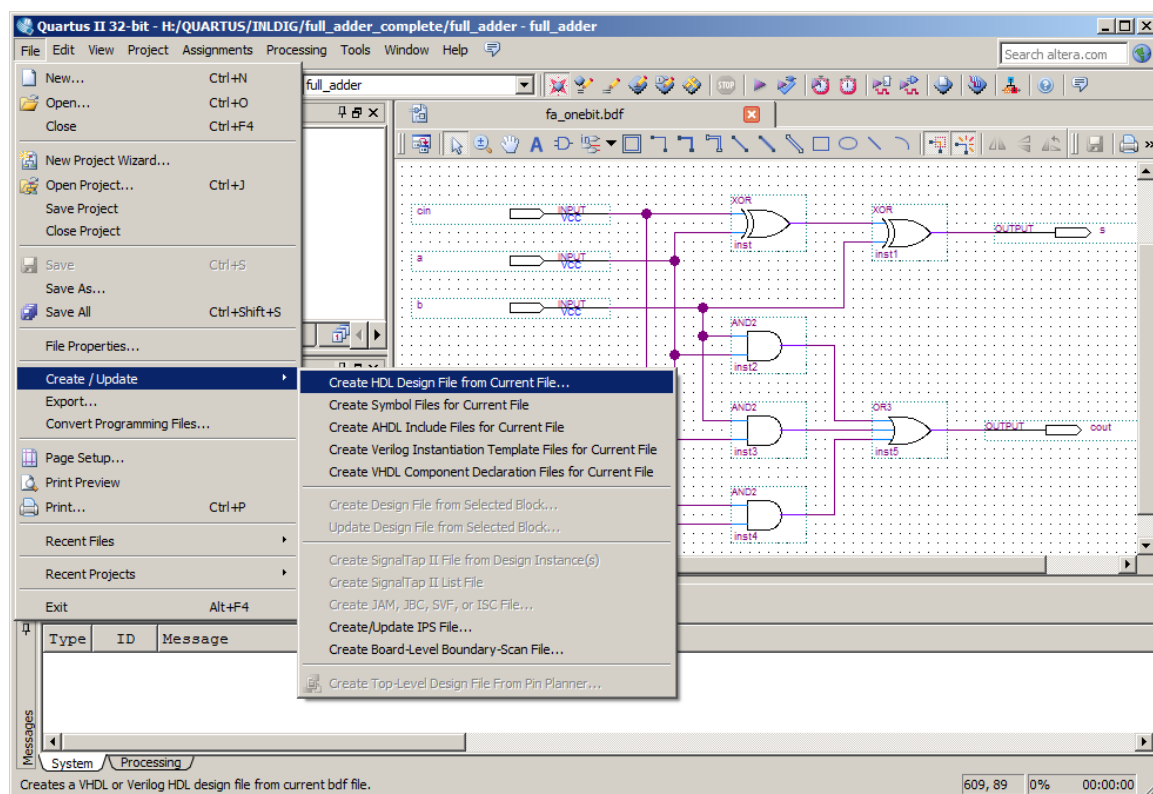 Quartus II 32-bit - H:/QUARTUS/INLDIG/full_adder_complete/full_adder - full_adder
File Edit View Project Assignments Processing Tools Window Help
Search altera.com
New... Ctrl+N
Open... Ctrl+O
Close Ctrl+F4
New Project Wizard...
Open Project... Ctrl+J
Save Project
Close Project
Save Ctrl+S
Save As...
Save All Ctrl+Shift+S
File Properties...
Create / Update
Export...
Convert Programming Files...
Page Setup...
Print Preview
Print... Ctrl+P
Recent Files
Recent Projects
Exit Alt+F4
Create HDL Design File from Current File...
Create Symbol Files for Current File
Create AHDL Include Files for Current File
Create Verilog Instantiation Template Files for Current File
Create VHDL Component Declaration Files for Current File
Create Design File from Selected Block...
Update Design File from Selected Block...
Create SignalTap II File from Design Instance(s)
Create SignalTap II List File
Create JAM, JBC, SVF, or ISC File...
Create/Update IPS File...
Create Board-Level Boundary-Scan File...
Create Top-Level Design File From Pin Planner...
full_adder
STOP
fa_onebit.bdf
A
cin INPUT
VCC
a INPUT
VCC
b INPUT
VCC
XOR
inst
XOR
inst1
OUTPUT s
AND2
inst2
AND2
inst3
AND2
inst4
OR3
inst5
OUTPUT cout
Type ID Message
Messages
System Processing
Creates a VHDL or Verilog HDL design file from current bdf file.
609, 89 0% 00:00:00